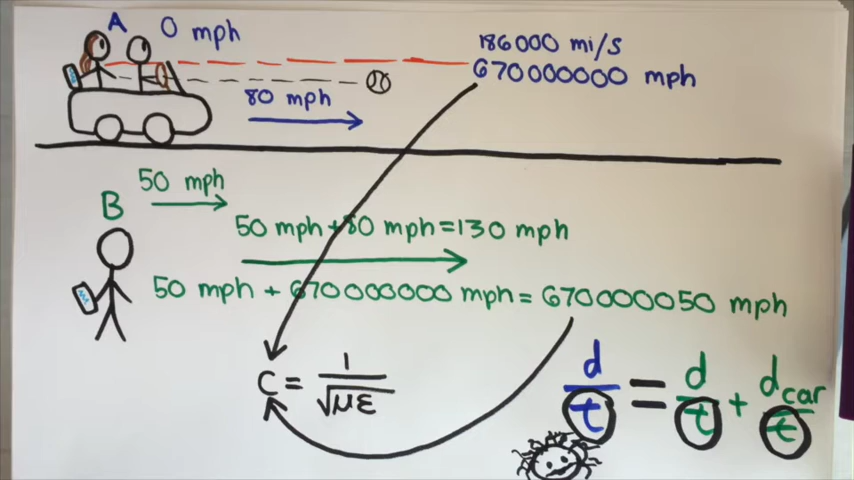 A 0 mph
186000 mi/s
670000000 mph
80 mph
50 mph
B
50 mph + 80 mph = 130 mph
50 mph + 670000000 mph = 670000050 mph
C = 1/√με
d/t = d/t + dcar/t